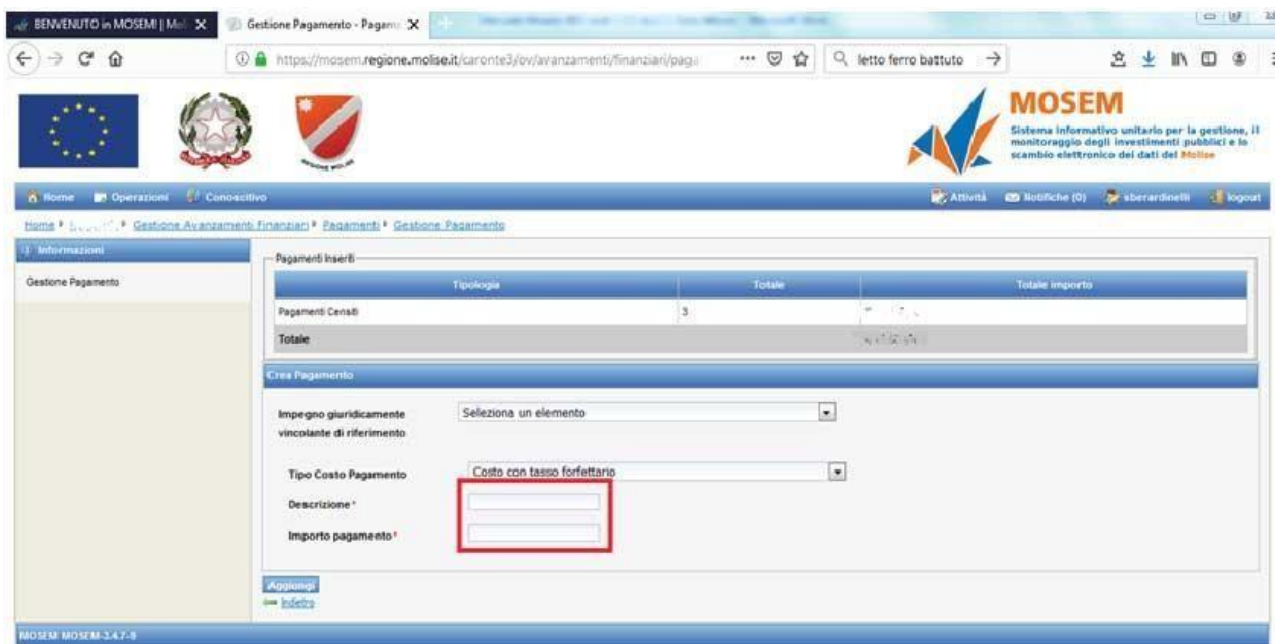 BENVENUTO in MOSEM! | Mol
Gestione Pagamento - Pagam
https://mosem.regione.molise.it/caronte3/ov/avanzamenti/finanziari/paga
letto ferro battuto
REGIONE MOLISE
MOSEM
Sistema informativo unitario per la gestione, il
monitoraggio degli investimenti pubblici e lo
scambio elettronico dei dati del Molise
Home Operazioni Conoscitivo Attività Notifiche (0) sberardinelli logout
Home Gestione Avanzamenti Finanziari Pagamenti Gestione Pagamento
Informazioni
Gestione Pagamento
Pagamenti Inseriti
Tipologia Totale Totale importo
Pagamenti Censiti 3
Totale
Crea Pagamento
Impegno giuridicamente
vincolante di riferimento
Seleziona un elemento
Tipo Costo Pagamento Costo con tasso forfettario
Descrizione *
Importo pagamento *
Aggiungi
Indietro
MOSEM: MOSEM-3.4.7-9